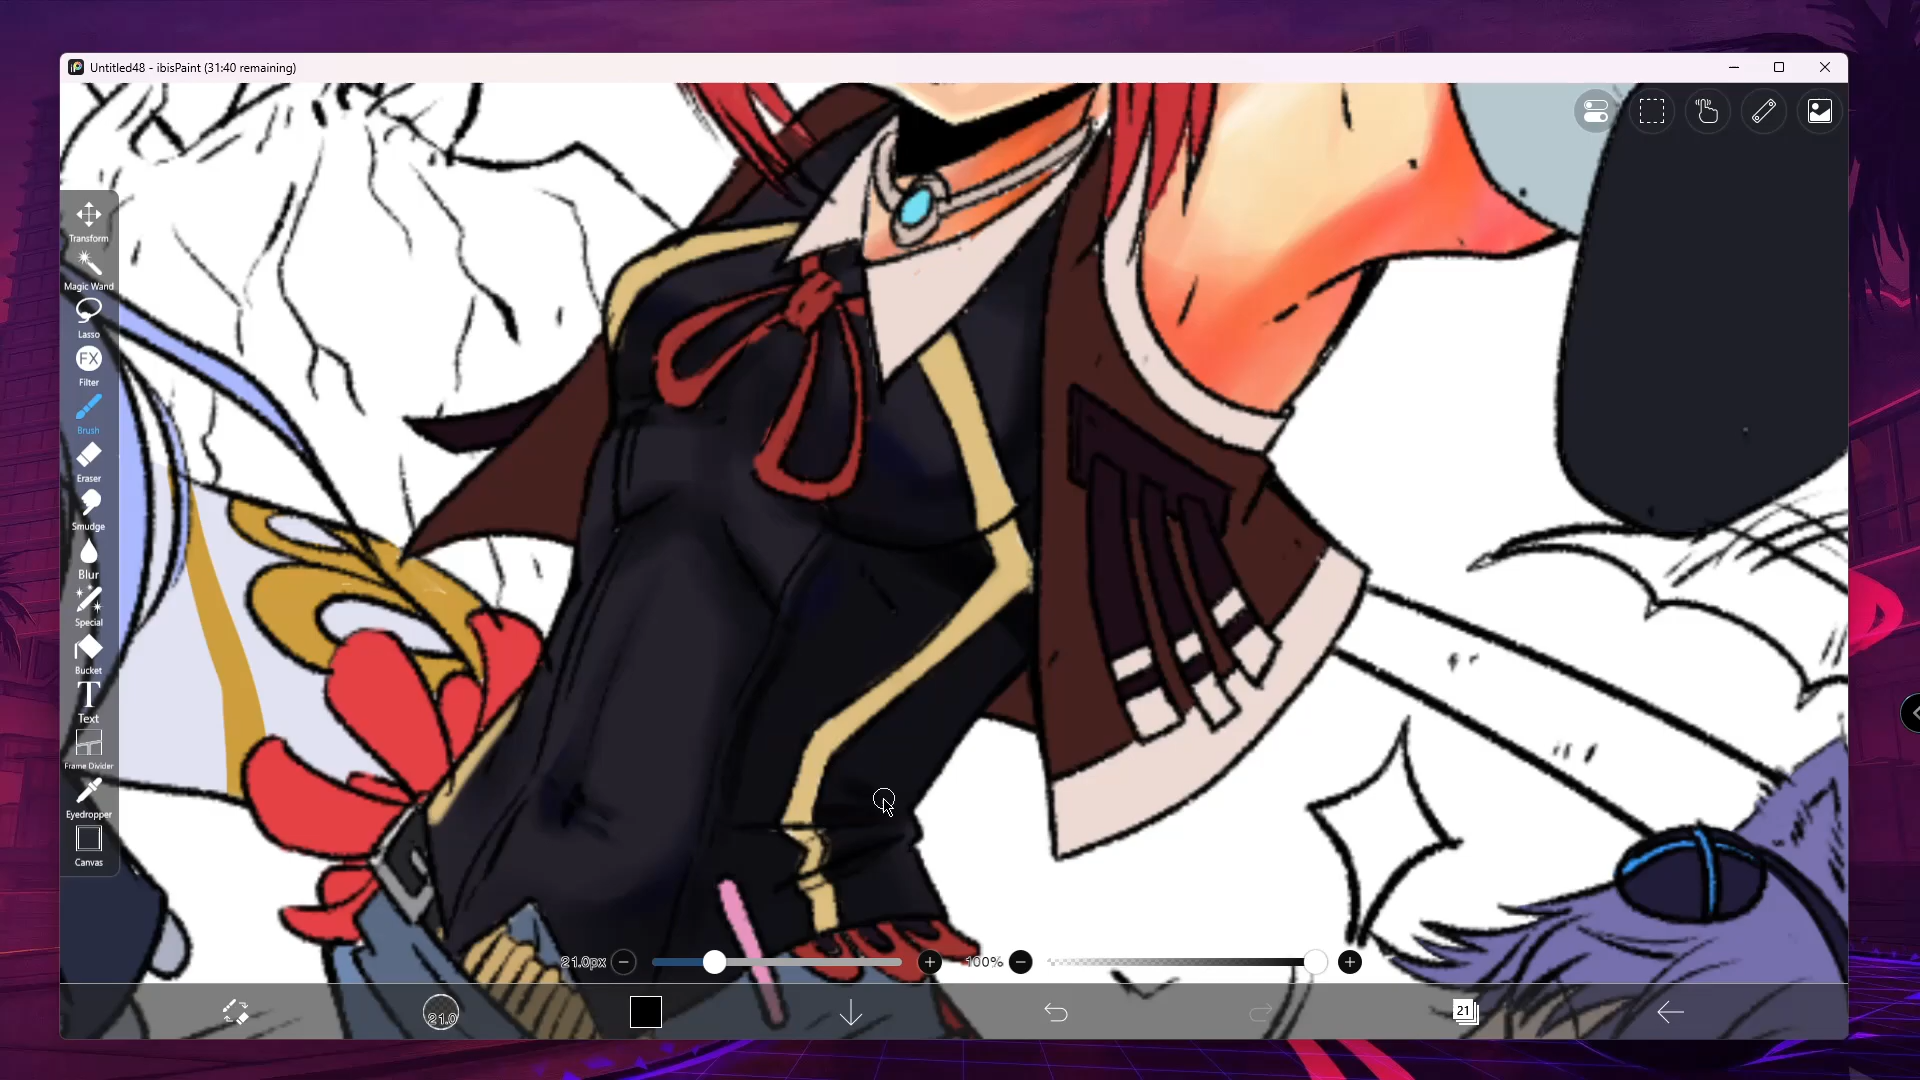 Untitled48 - ibisPaint (31:40 remaining)
Transform
Magic Wand
Lasso
FX
Filter
Brush
Eraser
Smudge
Blur
Special
Bucket
T
Text
Frame Divider
Eyedropper
Canvas
21.0px
100%
21.0
21